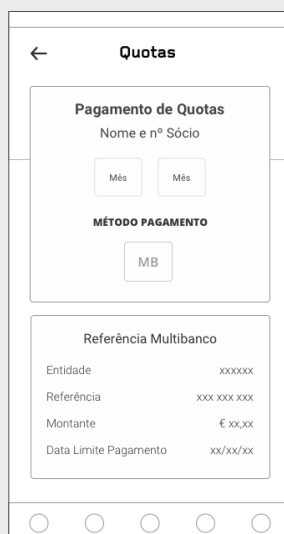 Quotas
Pagamento de Quotas
Nome e nº Sócio
Mês Mês
MÉTODO PAGAMENTO
MB
Referência Multibanco
Entidade xxxxxx
Referência xxx xxx xxx
Montante € xx,xx
Data Limite Pagamento xx/xx/xx